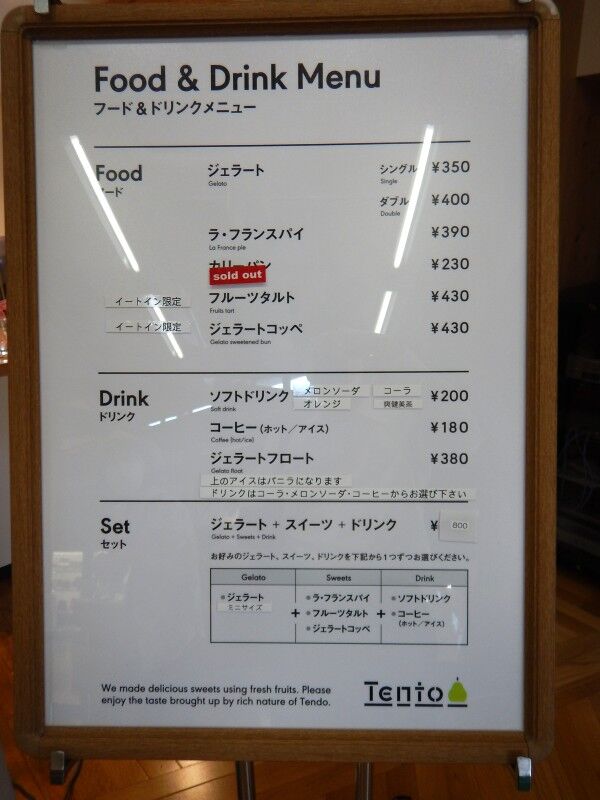 Food & Drink Menu
フード&ドリンクメニュー
Food
フード
ジェラート シングル ¥350
Gelato Single
ダブル ¥400
Double
ラ・フランスパイ ¥390
La France pie
カリーパン ¥230
sold out
イートイン限定 フルーツタルト ¥430
Fruits tart
イートイン限定 ジェラートコッペ ¥430
Gelato sweetened bun
Drink
ドリンク
ソフトドリンク メロンソーダ コーラ ¥200
Soft drink オレンジ 爽健美茶
コーヒー(ホット/アイス) ¥180
Coffee (hot/ice)
ジェラートフロート ¥380
Gelato float
上のアイスはバニラになります
ドリンクはコーラ・メロンソーダ・コーヒーからお選び下さい
Set
セット
ジェラート + スイーツ + ドリンク ¥800
Gelato + Sweets + Drink
お好みのジェラート、スイーツ、ドリンクを下記から1つずつお選びください。
Gelato Sweets Drink
●ジェラート ●ラ・フランスパイ ●ソフトドリンク
ミニサイズ + ●フルーツタルト + ●コーヒー
●ジェラートコッペ (ホット/アイス)
We made delicious sweets using fresh fruits. Please
enjoy the taste brought up by rich nature of Tendo.
Tento